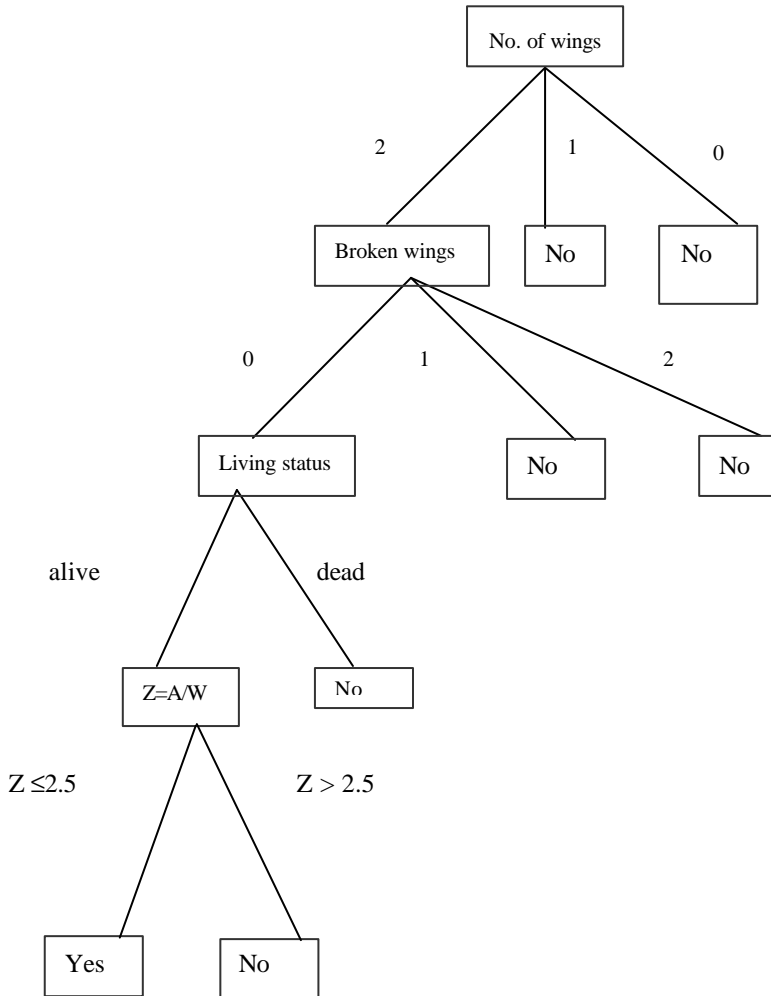 No. of wings
2
1
0
Broken wings
No
No
0
1
2
Living status
No
No
alive
dead
Z=A/W
No
Z ≤2.5
Z > 2.5
Yes
No